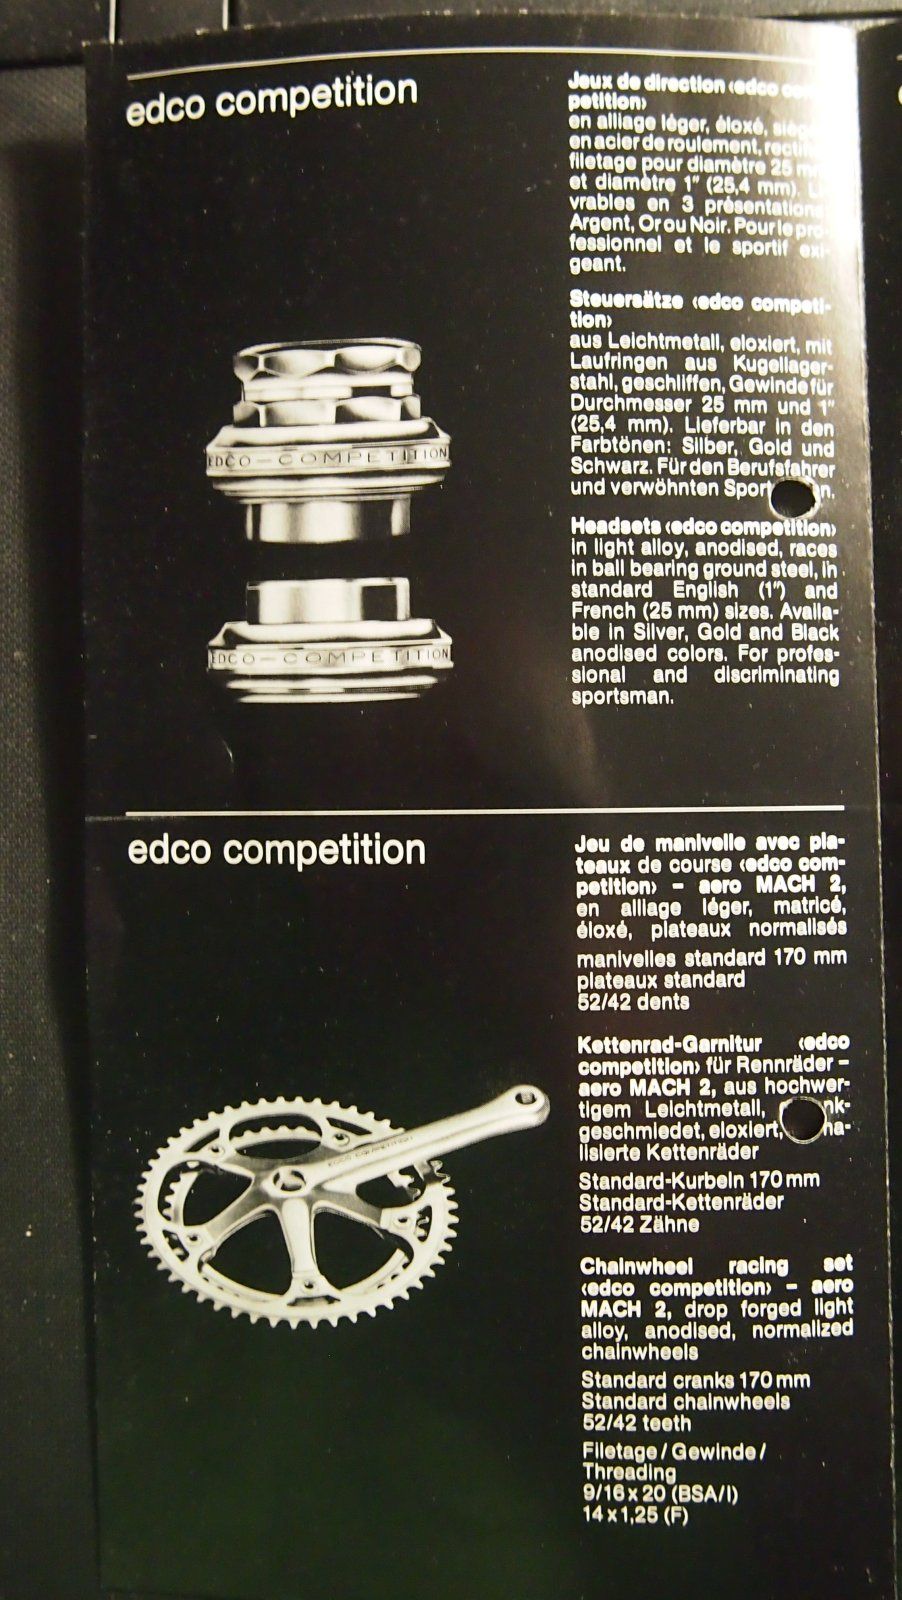 edco competition
Jeux de direction ‹edco
petition›
en alliage léger, éloxé,
en acier de roulement,
filetage pour diamètre 25
et diamètre 1" (25,4 mm).
vrables en 3 présentations
Argent, Or ou Noir. Pour le pro-
fessionnel et le sportif exi-
geant.
Steuersätze ‹edco competi-
tion›
aus Leichtmetall, eloxiert, mit
Laufringen aus Kugellager-
stahl, geschliffen, Gewinde für
Durchmesser 25 mm und 1"
(25,4 mm). Lieferbar in den
Farbtönen: Silber, Gold und
Schwarz. Für den Berufsfahrer
und verwöhnten
Headsets ‹edco competition›
in light alloy, anodised, races
in ball bearing ground steel, in
standard English (1") and
French (25 mm) sizes. Availa-
ble in Silver, Gold and Black
anodised colors. For profes-
sional and discriminating
sportsman.
EDCO – COMPETITION
EDCO – COMPETITION
edco competition
Jeu de manivelle avec pla-
teaux de course ‹edco com-
petition› – aero MACH 2,
en alliage léger, matricé,
éloxé, plateaux normalisés
manivelles standard 170 mm
plateaux standard
52/42 dents
Kettenrad-Garnitur ‹edco
competition› für Rennräder –
aero MACH 2, aus hochwer-
tigem Leichtmetall,
geschmiedet, eloxiert,
lisierte Kettenräder
Standard-Kurbeln 170 mm
Standard-Kettenräder
52/42 Zähne
Chainwheel racing set
‹edco competition› – aero
MACH 2, drop forged light
alloy, anodised, normalized
chainwheels
Standard cranks 170 mm
Standard chainwheels
52/42 teeth
Filetage / Gewinde /
Threading
9/16 x 20 (BSA/I)
14 x 1,25 (F)
EDCO COMPETITION